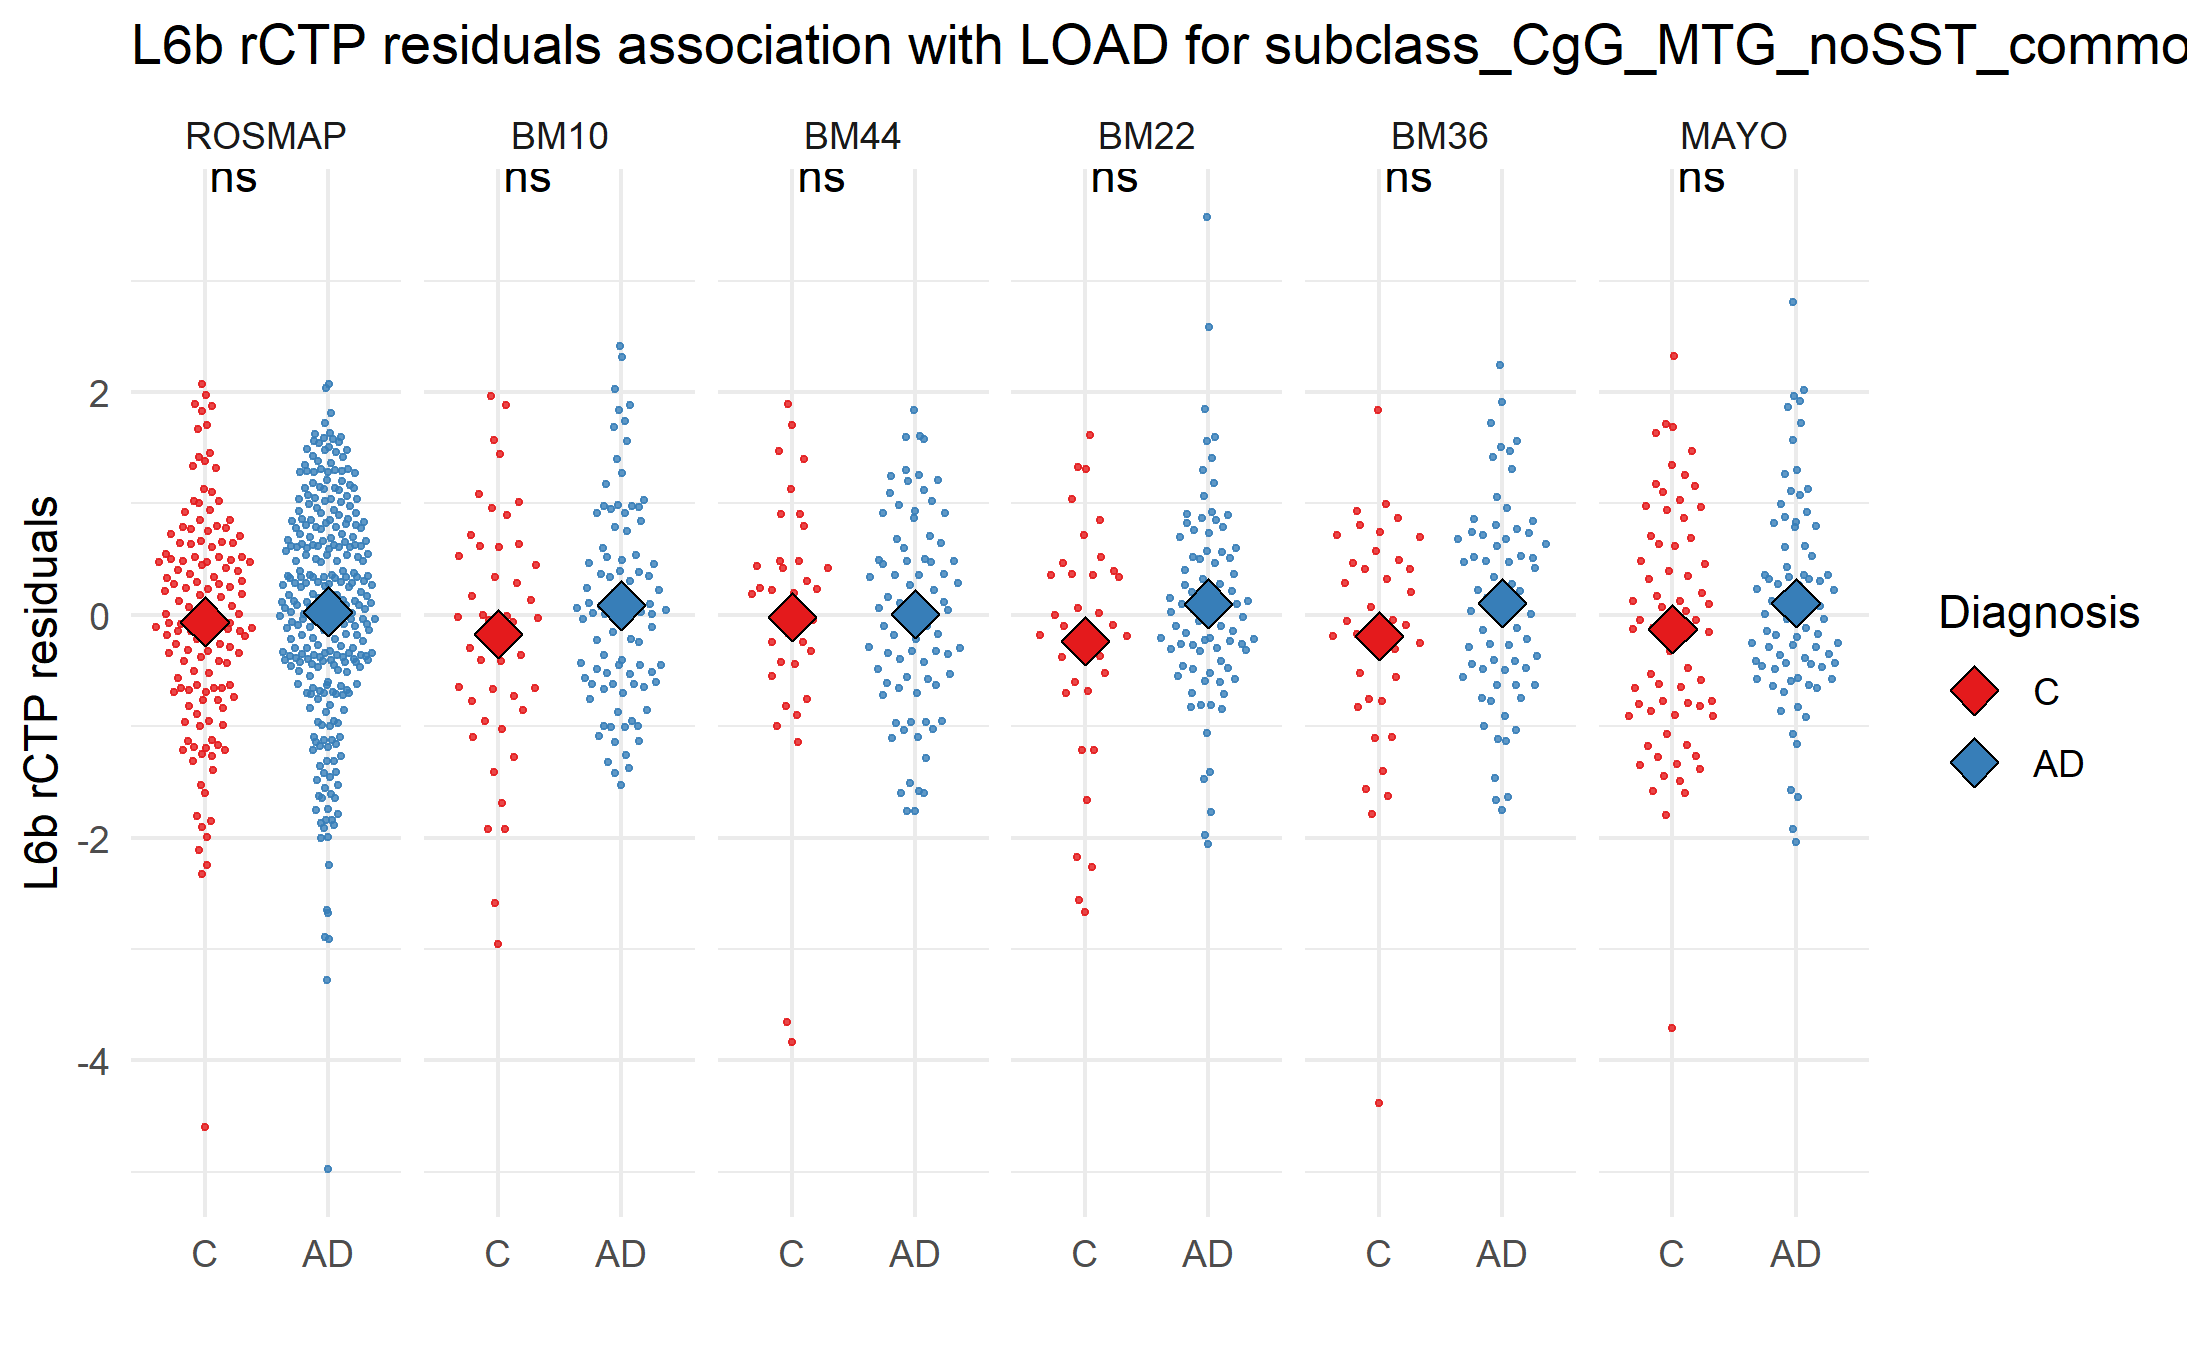 L6b rCTP residuals association with LOAD for subclass_CgG_MTG_noSST_commo
ROSMAP BM10 BM44 BM22 BM36 MAYO
ns ns ns ns ns ns
2
0
-2
-4
L6b rCTP residuals
C AD C AD C AD C AD C AD C AD
Diagnosis
C
AD